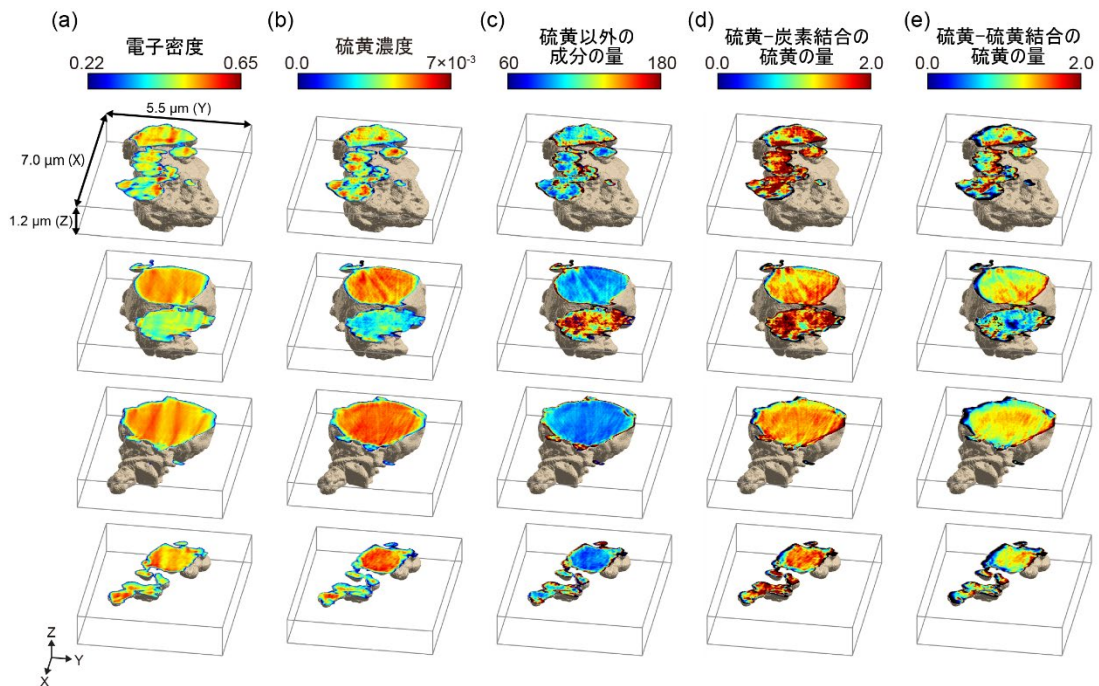 (a)
電子密度
0.22
0.65
(b)
硫黄濃度
0.0
7×10⁻³
(c)
硫黄以外の
成分の量
60
180
(d)
硫黄−炭素結合の
硫黄の量
0.0
2.0
(e)
硫黄−硫黄結合の
硫黄の量
0.0
2.0
5.5 µm (Y)
7.0 µm (X)
1.2 µm (Z)
Z
Y
X